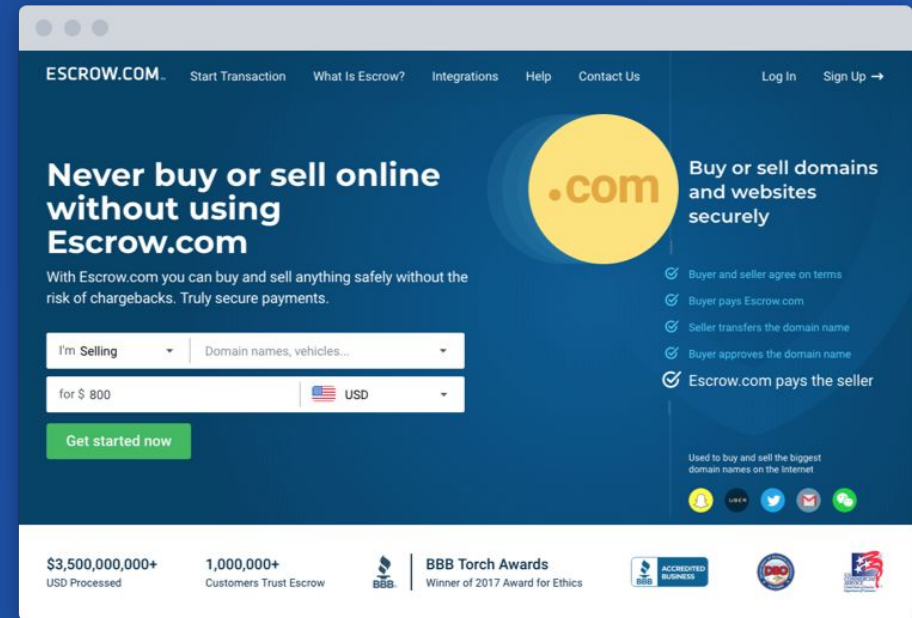 ESCROW.COM
Start Transaction
What Is Escrow?
Integrations
Help
Contact Us
Log In
Sign Up →
Never buy or sell online
without using
Escrow.com
With Escrow.com you can buy and sell anything safely without the
risk of chargebacks. Truly secure payments.
I'm Selling
Domain names, vehicles...
for $ 800
USD
Get started now
.com
Buy or sell domains
and websites
securely
Buyer and seller agree on terms
Buyer pays Escrow.com
Seller transfers the domain name
Buyer approves the domain name
Escrow.com pays the seller
Used to buy and sell the biggest
domain names on the Internet
UBER
$3,500,000,000+
USD Processed
1,000,000+
Customers Trust Escrow
BBB.
BBB Torch Awards
Winner of 2017 Award for Ethics
BBB
ACCREDITED
BUSINESS
DBO